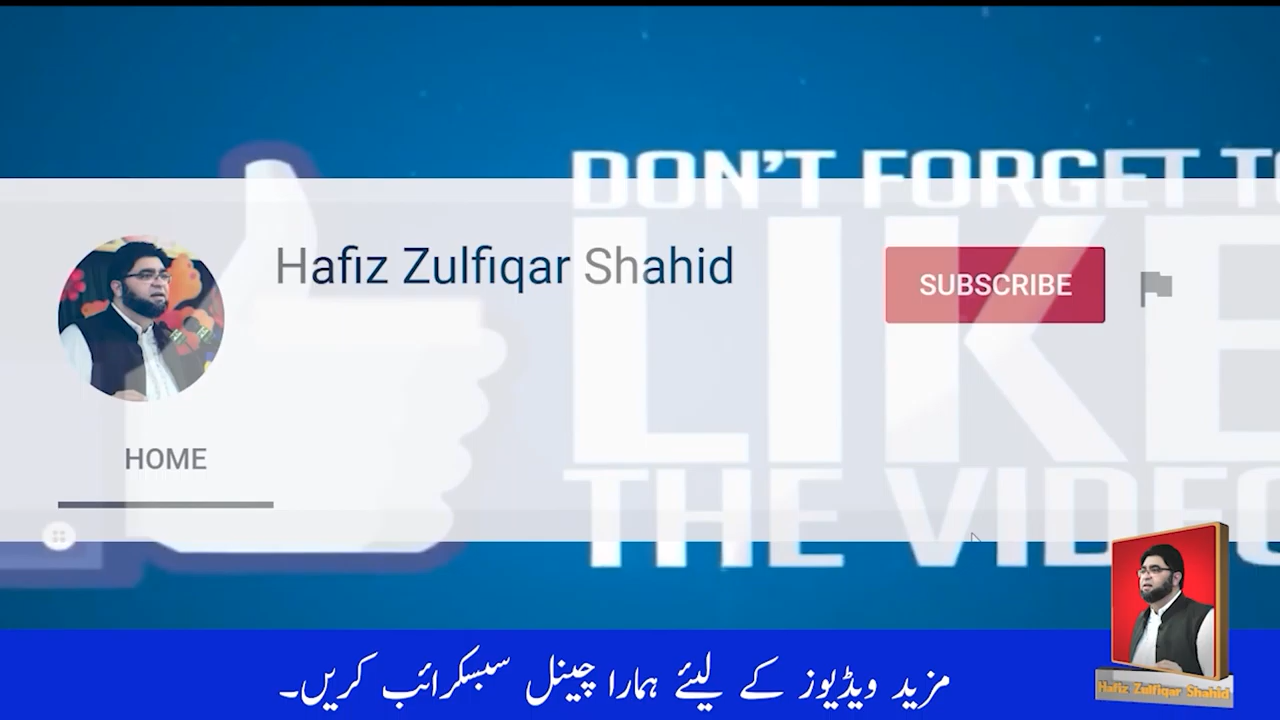 DON'T FORGET TO
LIKE
THE VIDEO
Hafiz Zulfiqar Shahid
SUBSCRIBE
HOME
مزید ویڈیوز کے لیئے ہمارا چینل سبسکرائب کریں۔
Hafiz Zulfiqar Shahid